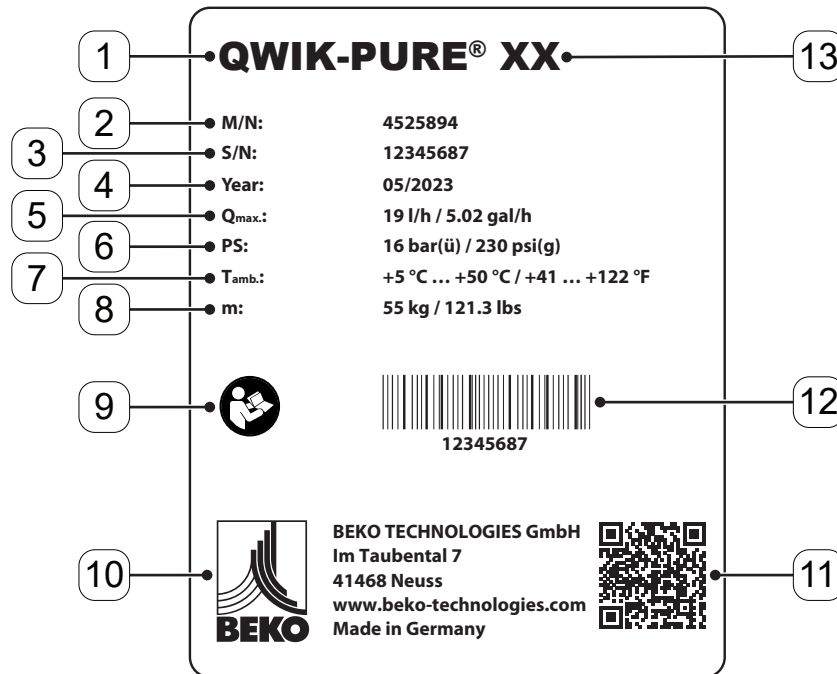 1 QWIK-PURE® XX 13
2 M/N: 4525894
3 S/N: 12345687
4 Year: 05/2023
5 Qmax.: 19 l/h / 5.02 gal/h
6 PS: 16 bar(ü) / 230 psi(g)
7 Tamb.: +5 °C … +50 °C / +41 … +122 °F
8 m: 55 kg / 121.3 lbs
9 12
12345687
BEKO TECHNOLOGIES GmbH
Im Taubental 7
10 41468 Neuss 11
www.beko-technologies.com
BEKO Made in Germany